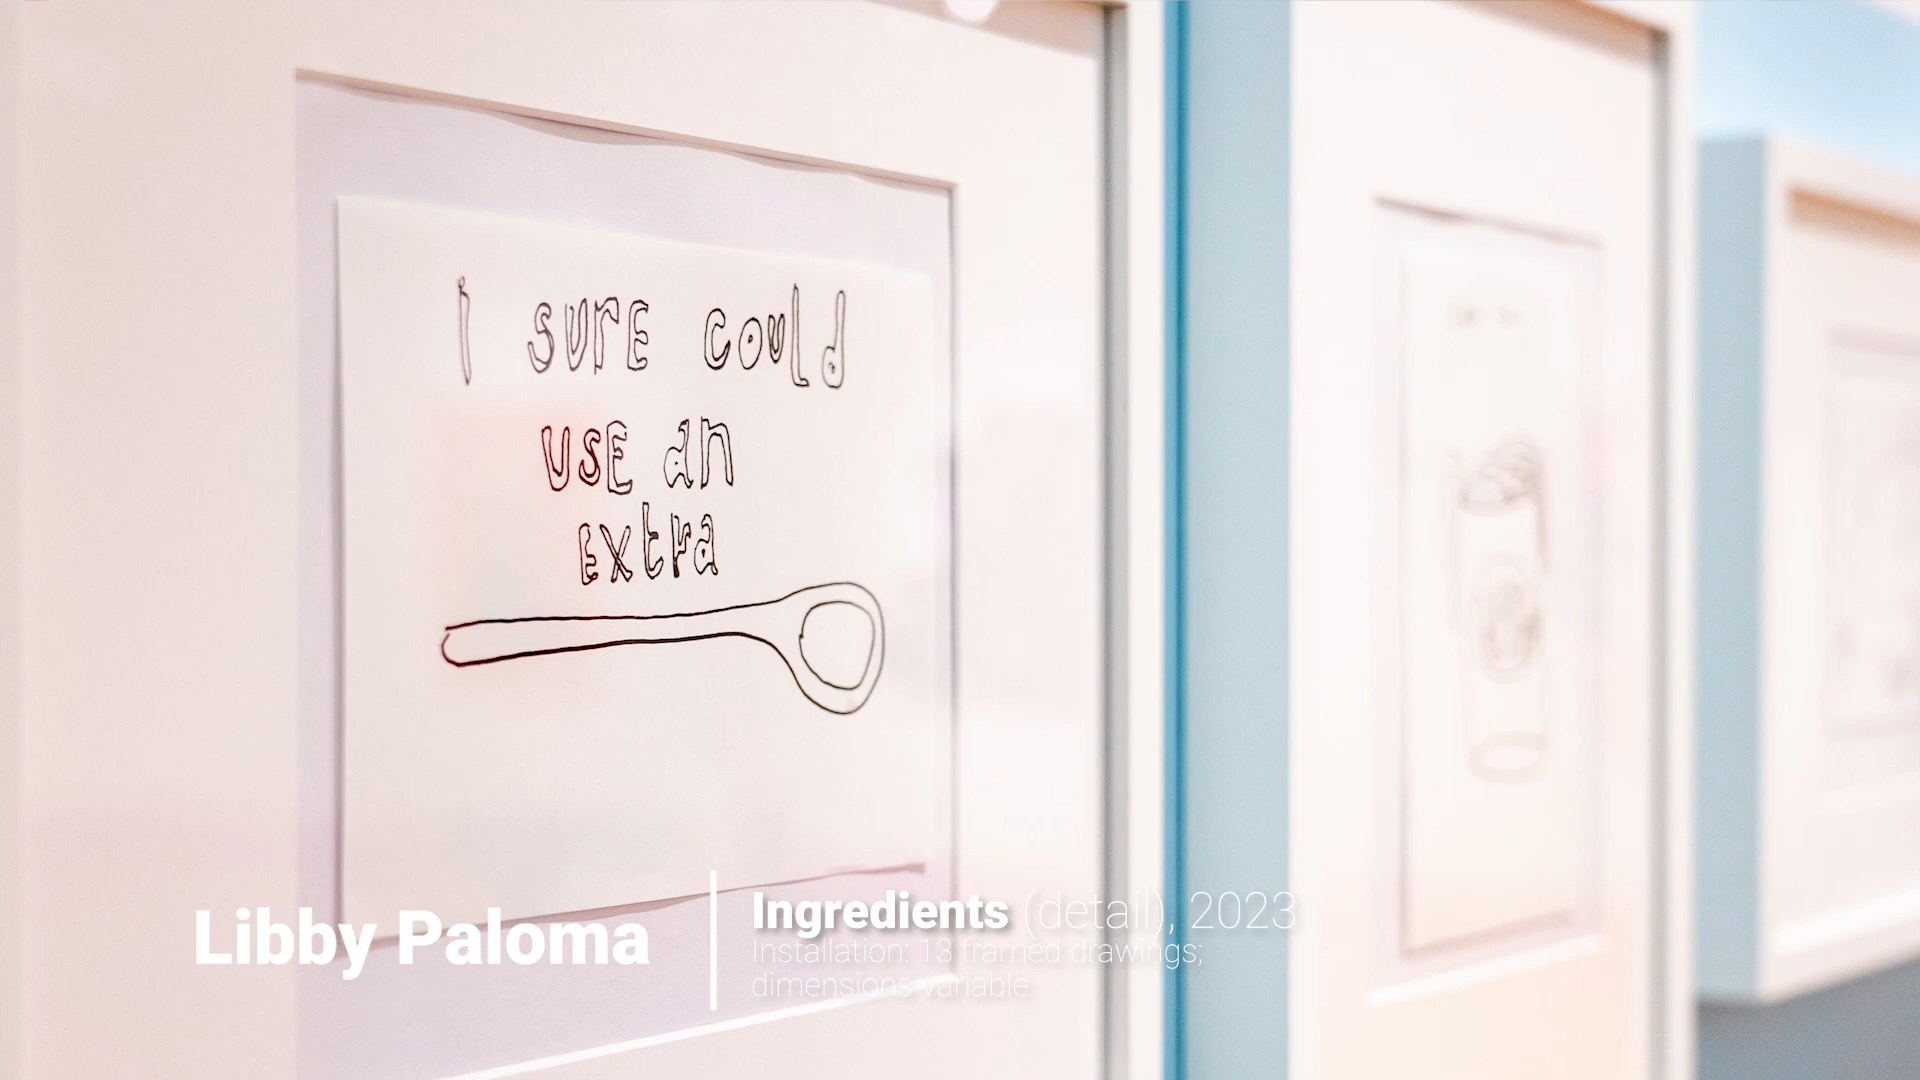 I SURE COULD
USE an
Extra
Libby Paloma
Ingredients (detail), 2023
Installation: 13 framed drawings;
dimensions variable